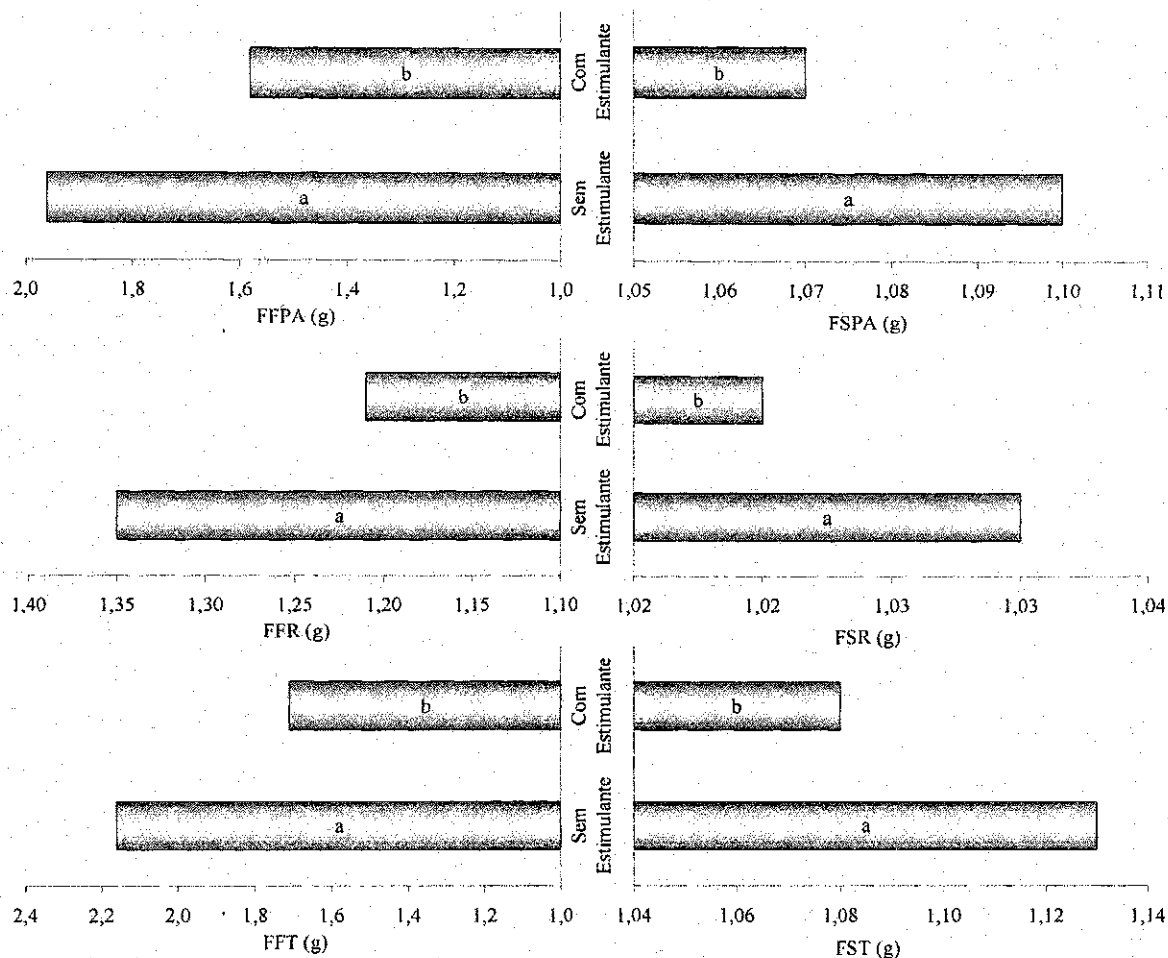 b
Com
Estimulante
b
a
Sem
Estimulante
a
2,0 1,8 1,6 1,4 1,2 1,0
1,05 1,06 1,07 1,08 1,09 1,10 1,11
FFPA (g)
FSPA (g)
b
Com
Estimulante
b
a
Sem
Estimulante
a
1,40 1,35 1,30 1,25 1,20 1,15 1,10
1,02 1,02 1,03 1,03 1,04
FFR (g)
FSR (g)
b
Com
Estimulante
b
a
Sem
Estimulante
a
2,4 2,2 2,0 1,8 1,6 1,4 1,2 1,0
1,04 1,06 1,08 1,10 1,12 1,14
FFT (g)
FST (g)